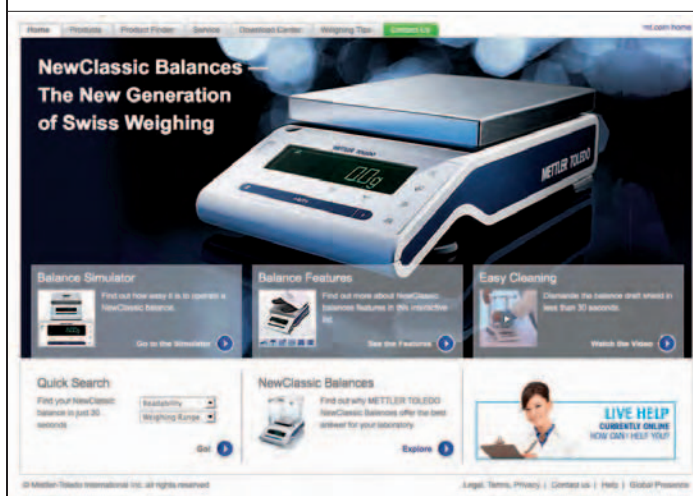 Home Products Product Finder Service Download Center Weighing Tips Contact Us mt.com home
NewClassic Balances —
The New Generation
of Swiss Weighing
METTLER TOLEDO
0.0g
METTLER TOLEDO
Balance Simulator
Find out how easy it is to operate a
NewClassic balance.
Go to the Simulator
Balance Features
Find out more about NewClassic
balances features in this interactive
list.
See the Features
Easy Cleaning
Dismantle the balance draft shield in
less than 30 seconds.
Watch the Video
Quick Search
Find your NewClassic
balance in just 30
seconds
Readability
Weighing Range
Go!
NewClassic Balances
Find out why METTLER TOLEDO
NewClassic Balances offer the best
answer for your laboratory.
Explore
LIVE HELP
CURRENTLY ONLINE
HOW CAN I HELP YOU?
© Mettler-Toledo International Inc. all rights reserved
Legal Terms, Privacy | Contact us | Help | Global Presence